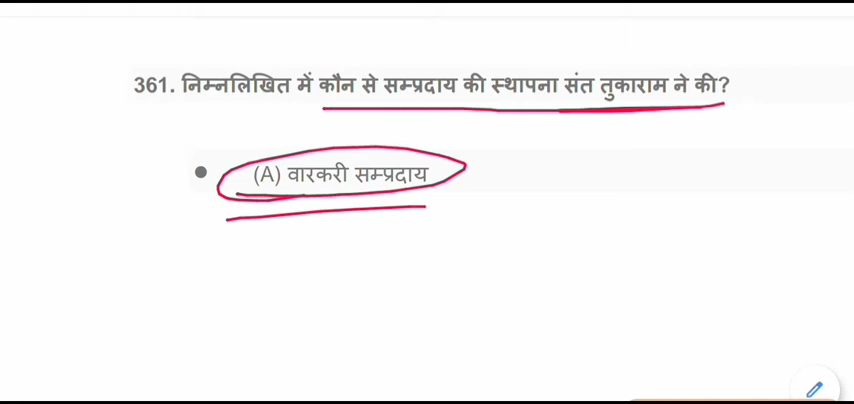 361. निम्नलिखित में कौन से सम्प्रदाय की स्थापना संत तुकाराम ने की?
(A) वारकरी सम्प्रदाय